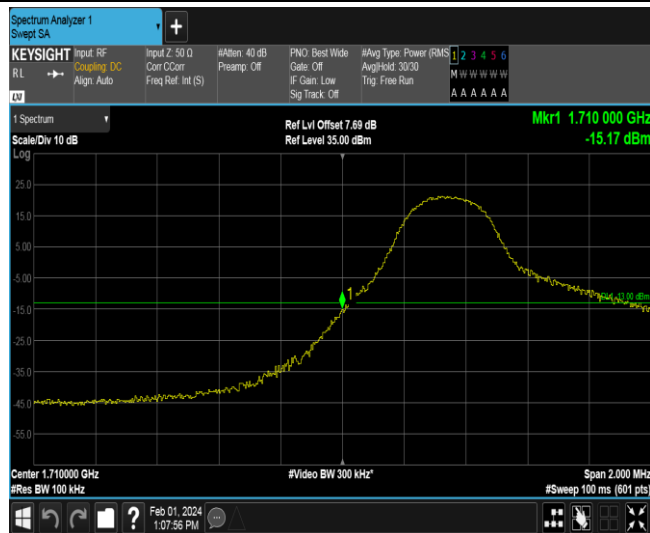 Spectrum Analyzer 1
Swept SA
+
KEYSIGHT
RL
LXI
Input: RF
Coupling: DC
Align: Auto
Input Z: 50 Ω
Corr CCorr
Freq Ref: Int (S)
#Atten: 40 dB
Preamp: Off
PNO: Best Wide
Gate: Off
IF Gain: Low
Sig Track: Off
#Avg Type: Power (RMS
Avg|Hold: 30/30
Trig: Free Run
1 2 3 4 5 6
M W W W W W
A A A A A A
1 Spectrum
Scale/Div 10 dB
Log
Ref Lvl Offset 7.69 dB
Ref Level 35.00 dBm
Mkr1 1.710 000 GHz
-15.17 dBm
25.0
15.0
5.00
-5.00
-15.0
-25.0
-35.0
-45.0
-55.0
1
DL1 -13.00 dBm
Center 1.710000 GHz
#Res BW 100 kHz
#Video BW 300 kHz*
Span 2.000 MHz
#Sweep 100 ms (601 pts)
?
Feb 01, 2024
1:07:56 PM